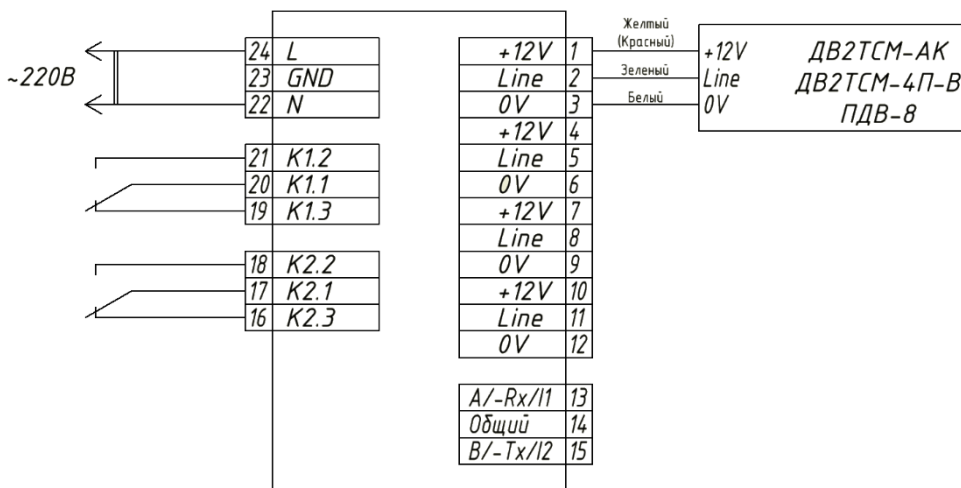 ~220В
24 L
23 GND
22 N
21 K1.2
20 K1.1
19 K1.3
18 K2.2
17 K2.1
16 K2.3
+12V 1
Line 2
0V 3
+12V 4
Line 5
0V 6
+12V 7
Line 8
0V 9
+12V 10
Line 11
0V 12
A/-Rx/I1 13
Общий 14
B/-Tx/I2 15
Желтый
(Красный)
Зеленый
Белый
+12V
Line
0V
ДВ2ТСМ-АК
ДВ2ТСМ-4П-В
ПДВ-8